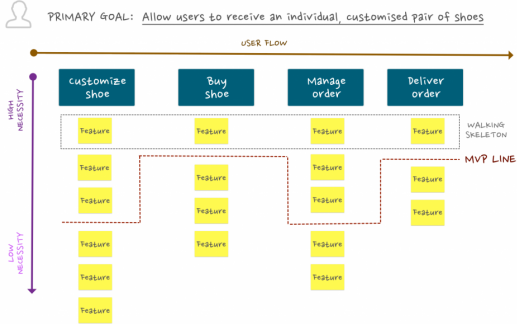 PRIMARY GOAL: Allow users to receive an individual, customised pair of shoes
USER FLOW
HIGH NECESSITY
Customize shoe
Buy shoe
Manage order
Deliver order
Feature Feature Feature Feature
WALKING SKELETON
MVP LINE
Feature Feature
Feature Feature
Feature Feature Feature
Feature Feature
LOW NECESSITY
Feature Feature Feature
Feature Feature
Feature